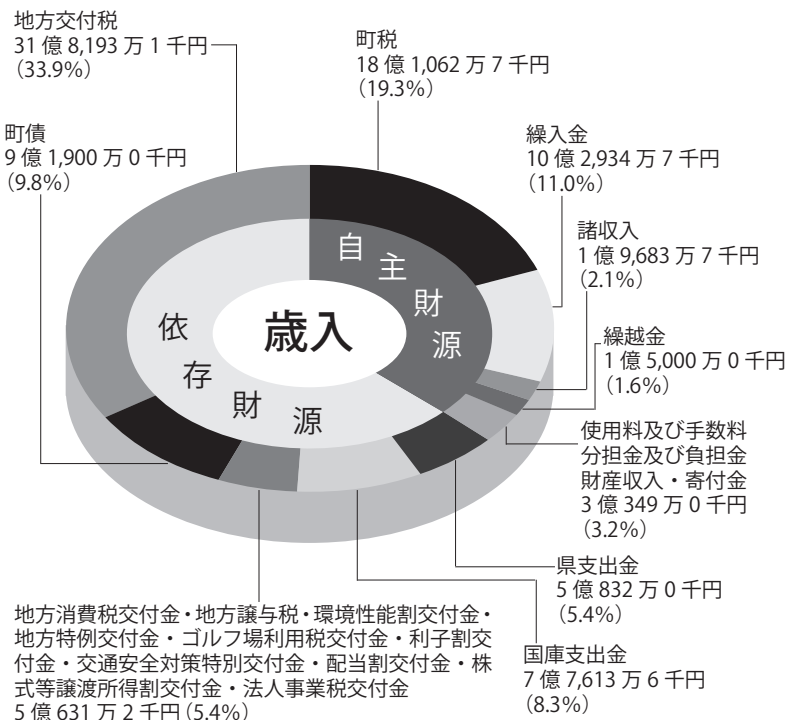 地方交付税
31 億 8,193 万 1 千円
(33.9%)
町税
18 億 1,062 万 7 千円
(19.3%)
町債
9 億 1,900 万 0 千円
(9.8%)
繰入金
10 億 2,934 万 7 千円
(11.0%)
諸収入
1 億 9,683 万 7 千円
(2.1%)
繰越金
1 億 5,000 万 0 千円
(1.6%)
使用料及び手数料
分担金及び負担金
財産収入・寄付金
3 億 349 万 0 千円
(3.2%)
県支出金
5 億 832 万 0 千円
(5.4%)
国庫支出金
7 億 7,613 万 6 千円
(8.3%)
地方消費税交付金・地方譲与税・環境性能割交付金・
地方特例交付金・ゴルフ場利用税交付金・利子割交
付金・交通安全対策特別交付金・配当割交付金・株
式等譲渡所得割交付金・法人事業税交付金
5 億 631 万 2 千円 (5.4%)
自主財源
依存財源
歳入